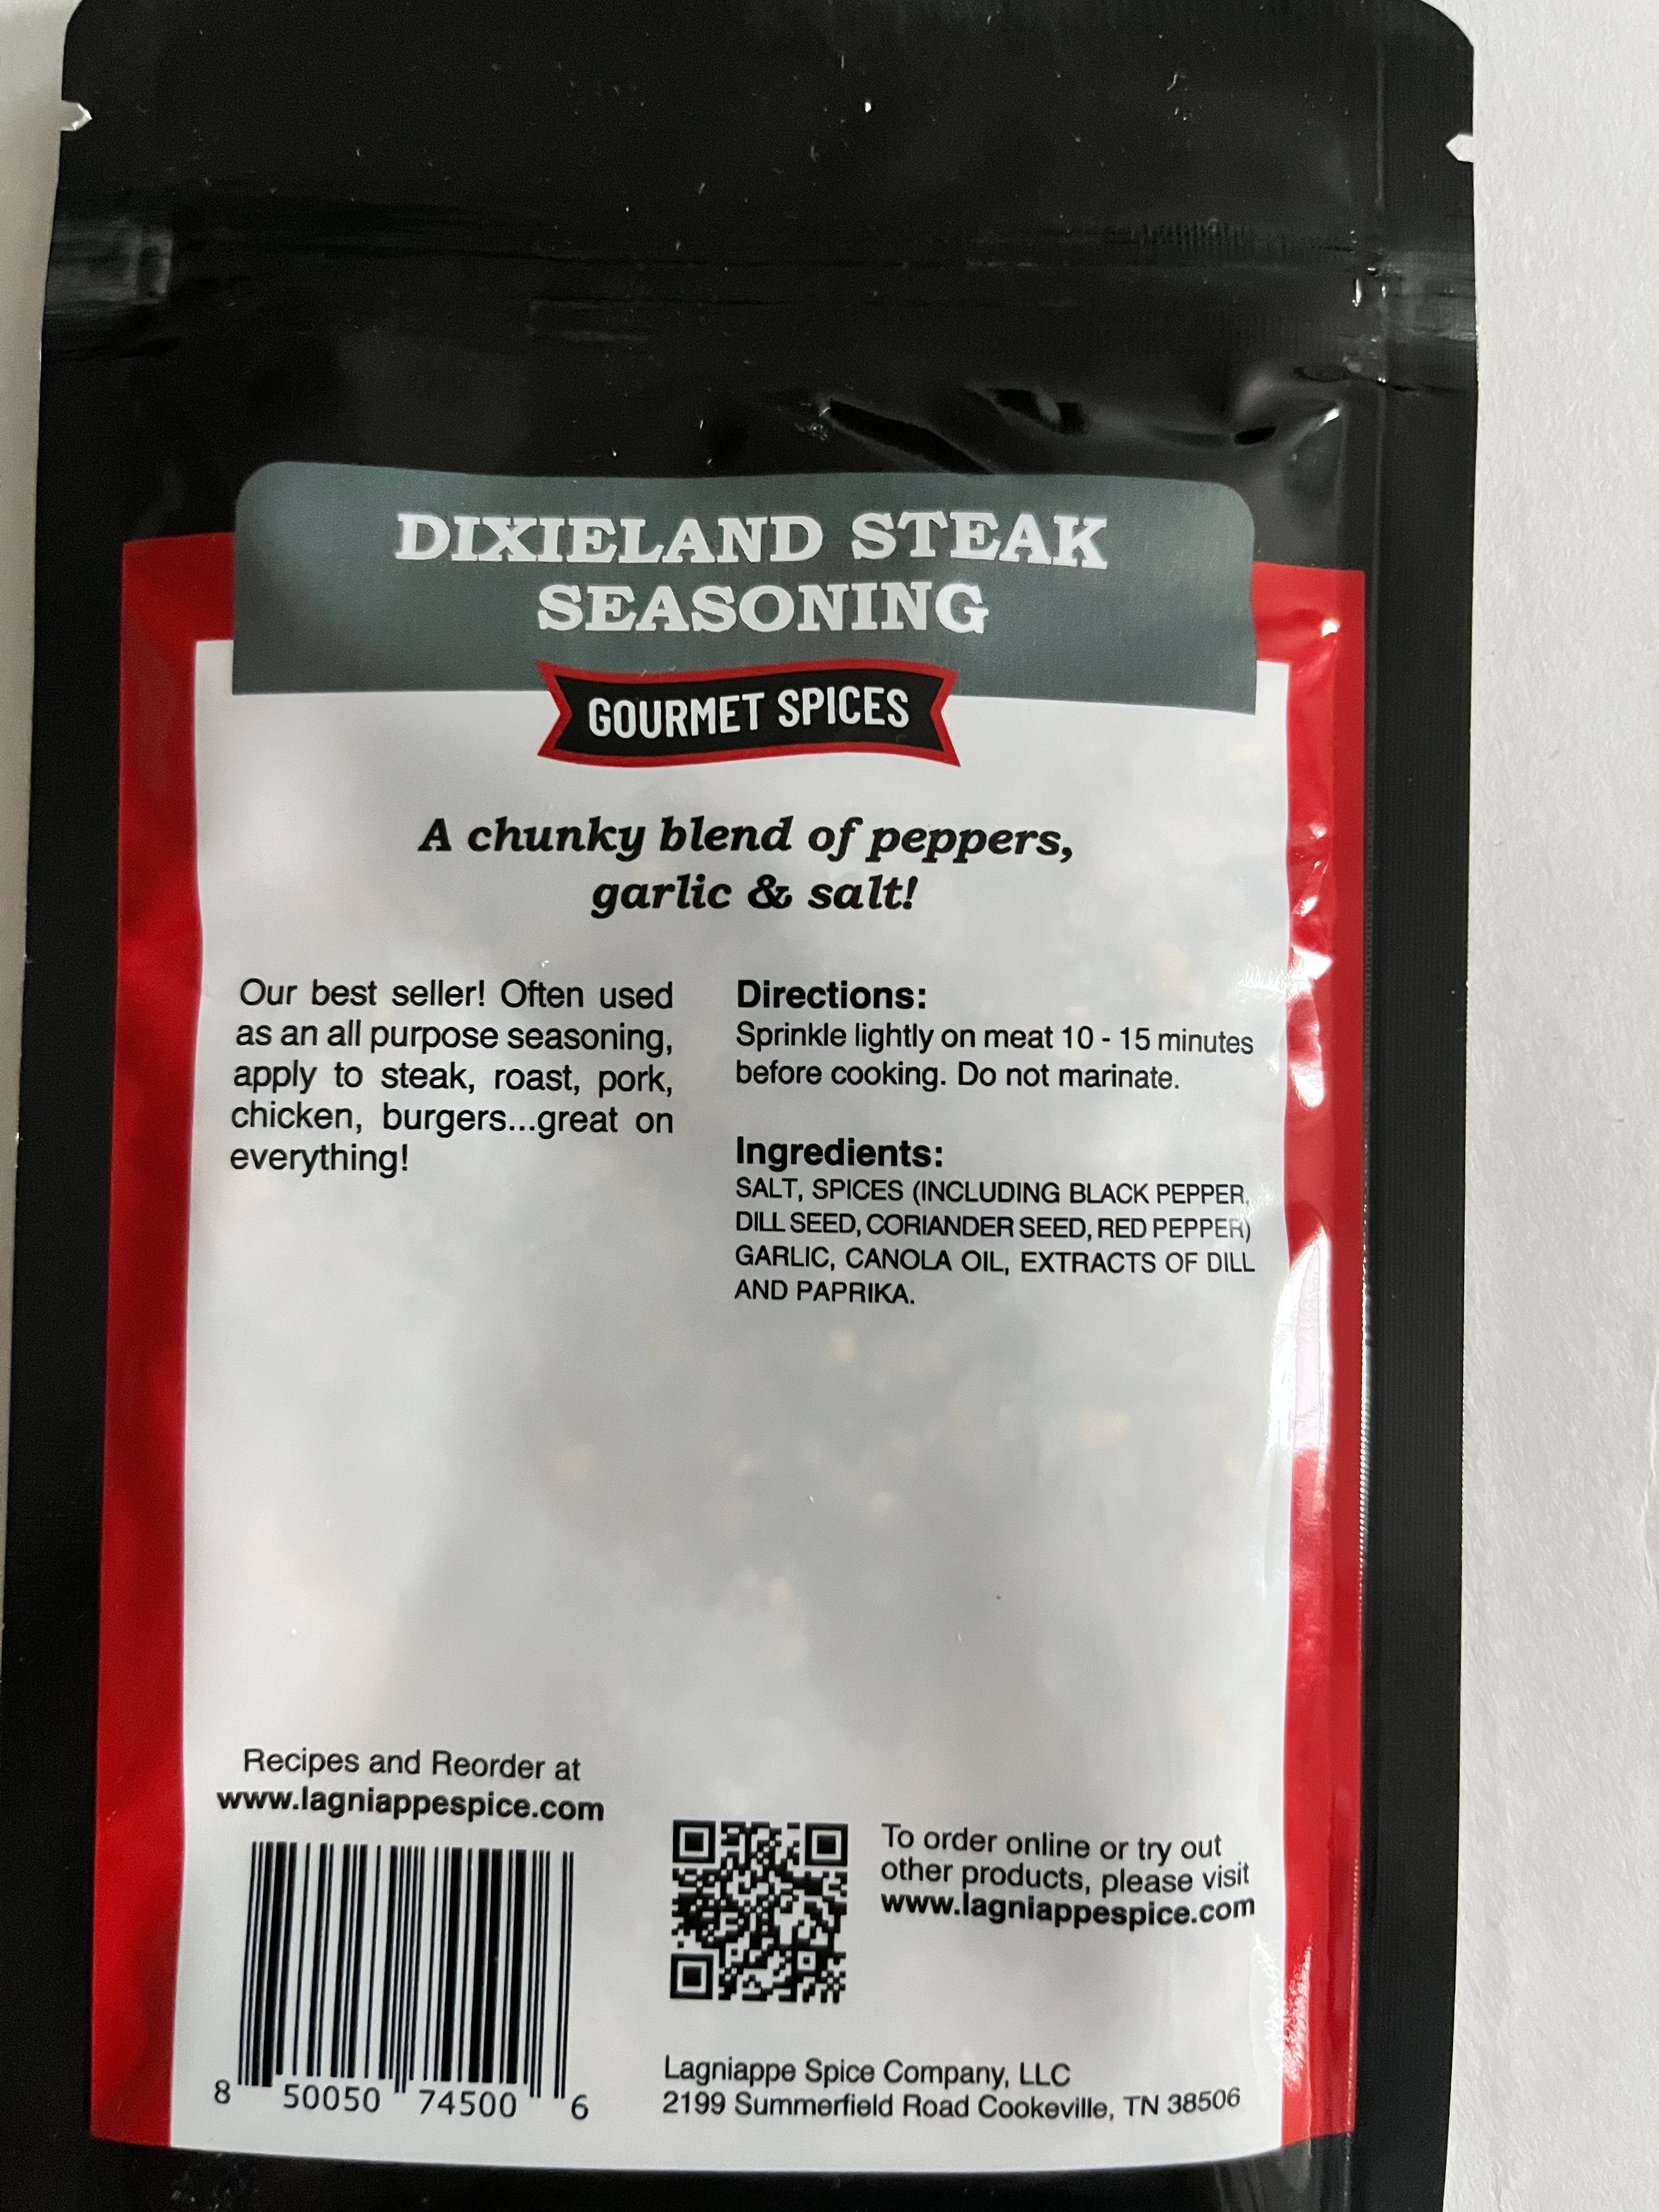 DIXIELAND STEAK
SEASONING
GOURMET SPICES
A chunky blend of peppers,
garlic & salt!
Our best seller! Often used
as an all purpose seasoning,
apply to steak, roast, pork,
chicken, burgers...great on
everything!
Directions:
Sprinkle lightly on meat 10 - 15 minutes
before cooking. Do not marinate.
Ingredients:
SALT, SPICES (INCLUDING BLACK PEPPER,
DILL SEED, CORIANDER SEED, RED PEPPER)
GARLIC, CANOLA OIL, EXTRACTS OF DILL
AND PAPRIKA.
Recipes and Reorder at
www.lagniappespice.com
8 50050 74500 6
To order online or try out
other products, please visit
www.lagniappespice.com
Lagniappe Spice Company, LLC
2199 Summerfield Road Cookeville, TN 38506